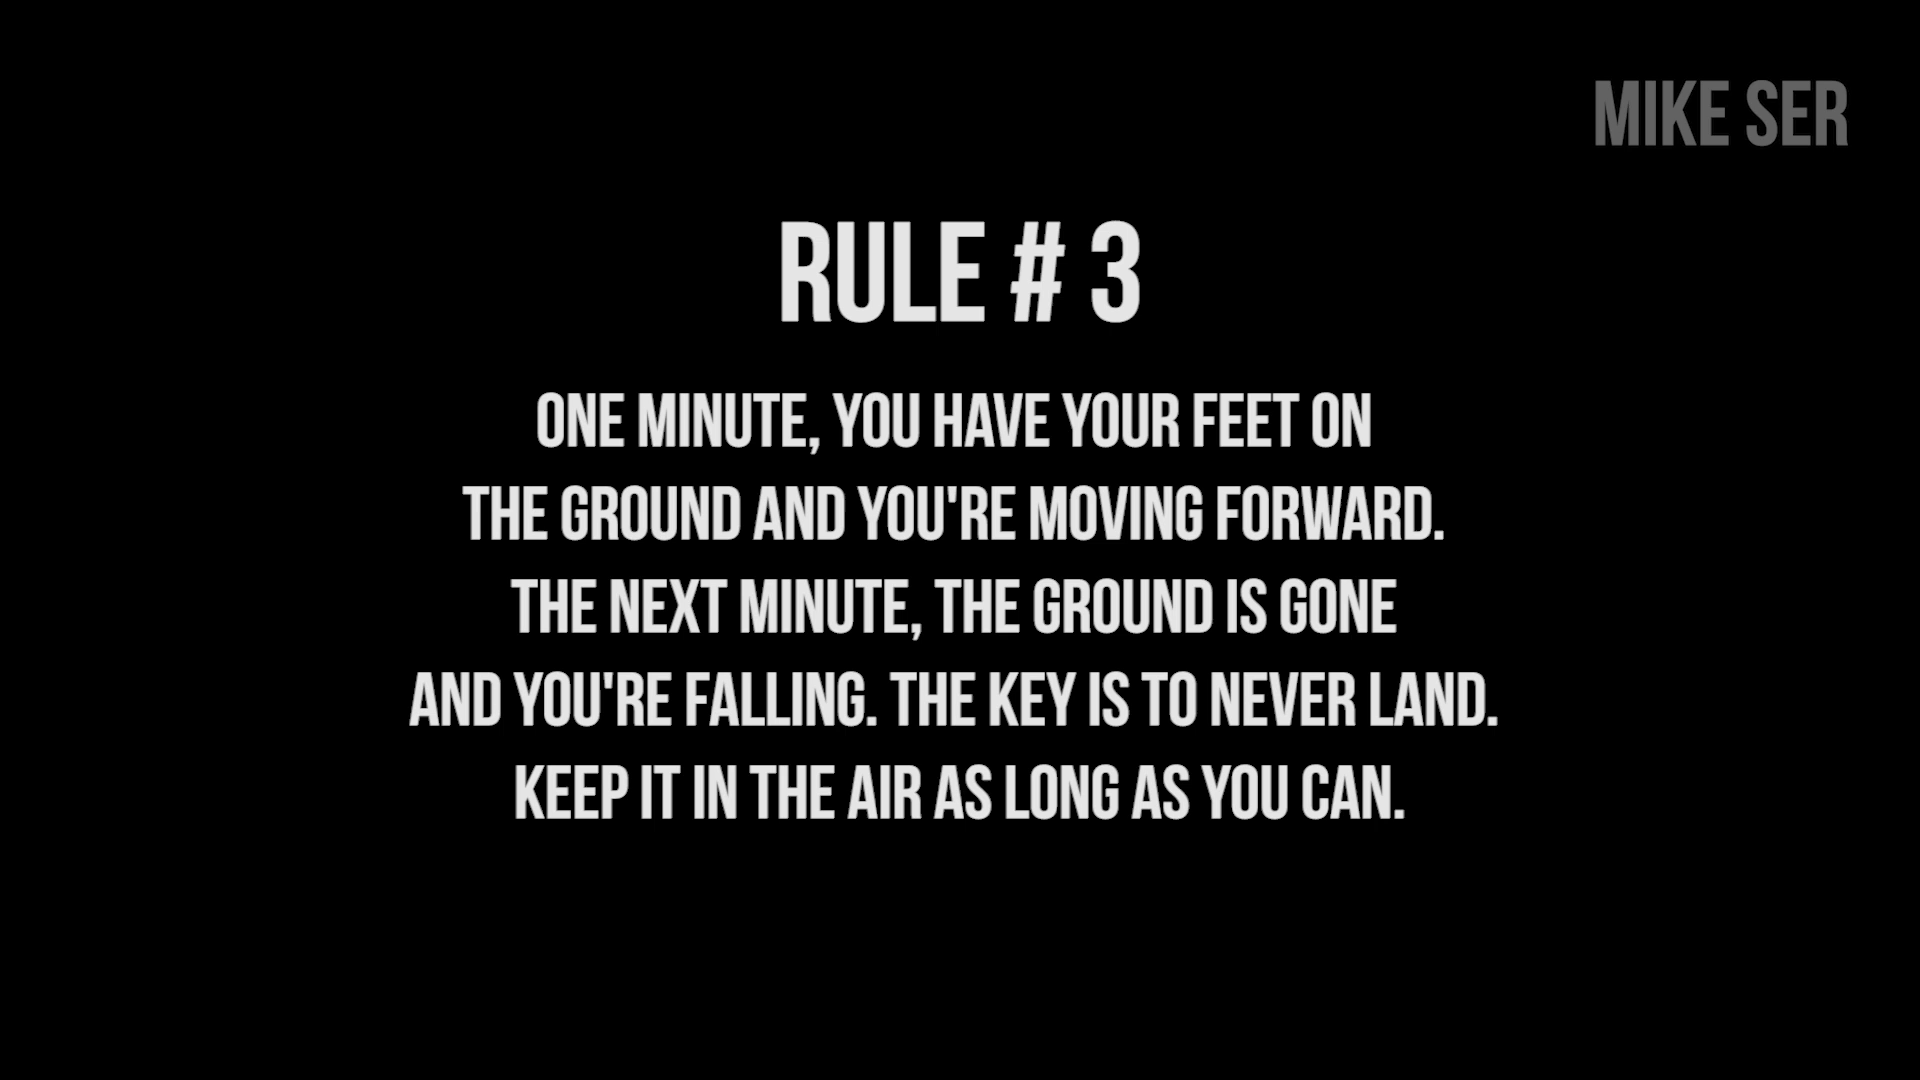 MIKE SER
RULE # 3
ONE MINUTE, YOU HAVE YOUR FEET ON
THE GROUND AND YOU'RE MOVING FORWARD.
THE NEXT MINUTE, THE GROUND IS GONE
AND YOU'RE FALLING. THE KEY IS TO NEVER LAND.
KEEP IT IN THE AIR AS LONG AS YOU CAN.